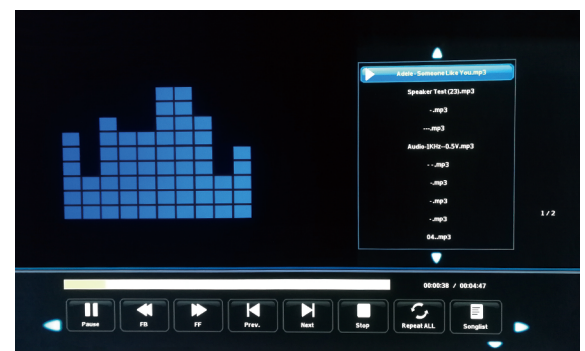 Adele - Someone Like You.mp3
Speaker Test (23).mp3
-.mp3
---.mp3
Audio-1KHz--0.5V.mp3
- -.mp3
-.mp3
-.mp3
-.mp3
04..mp3
1 / 2
00:00:38 / 00:04:47
Pause
FB
FF
Prev.
Next
Stop
Repeat ALL
Songlist